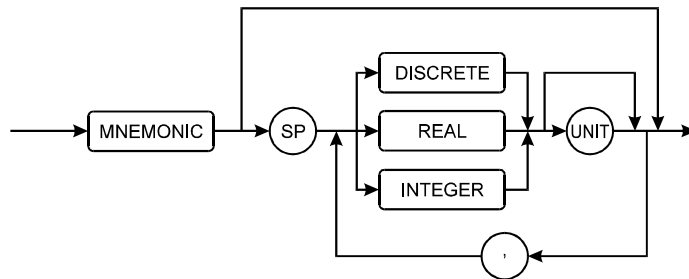 DISCRETE
MNEMONIC
SP
REAL
UNIT
INTEGER
,